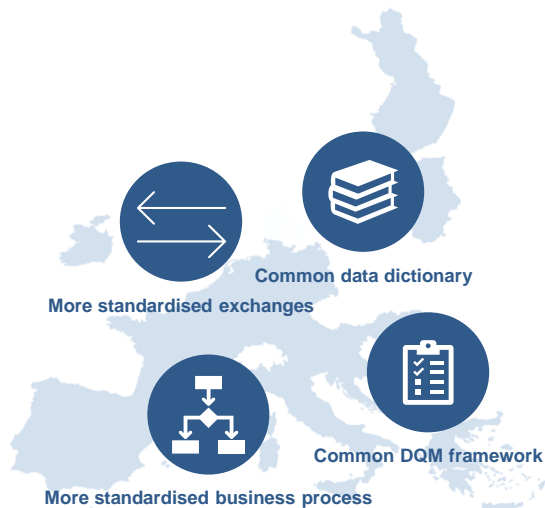 Common data dictionary
More standardised exchanges
Common DQM framework
More standardised business process